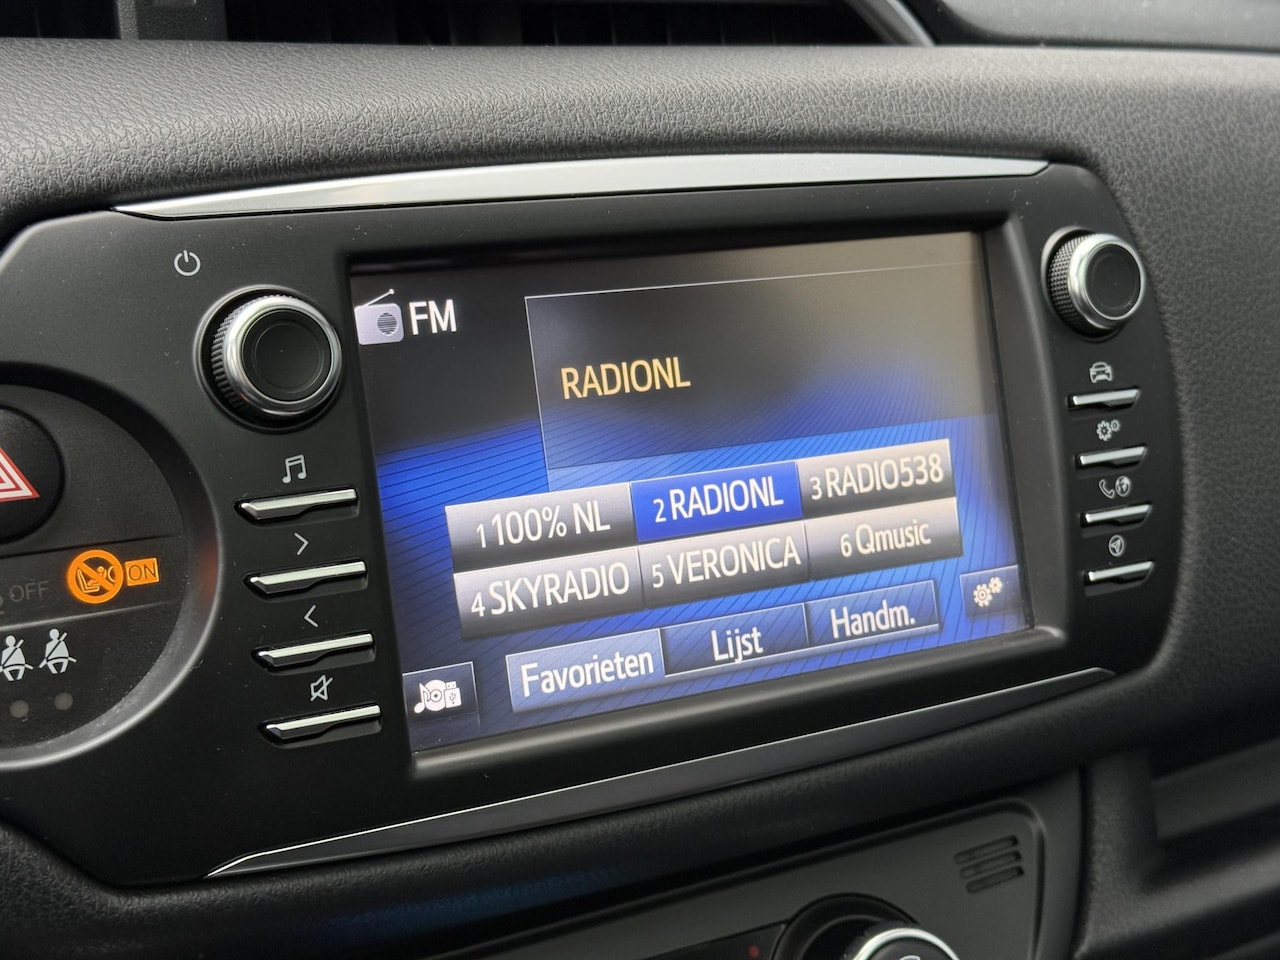 FM
RADIONL
1 100% NL
2 RADIONL
3 RADIO538
4 SKYRADIO
5 VERONICA
6 Qmusic
Favorieten
Lijst
Handm.
OFF
ON